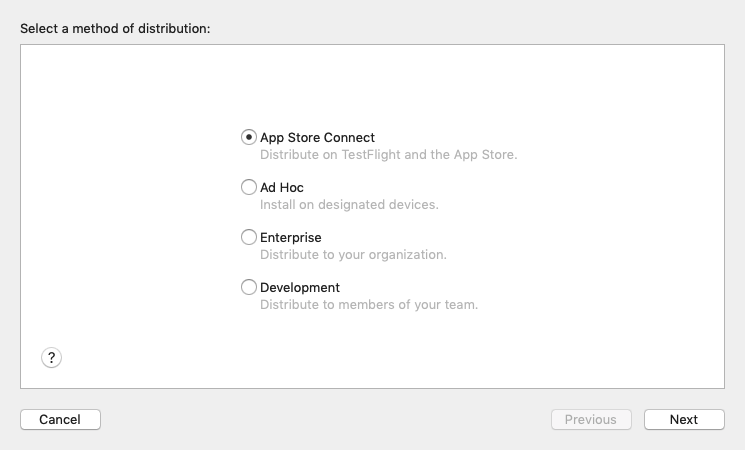 Select a method of distribution:
App Store Connect
Distribute on TestFlight and the App Store.
Ad Hoc
Install on designated devices.
Enterprise
Distribute to your organization.
Development
Distribute to members of your team.
?
Cancel
Previous
Next